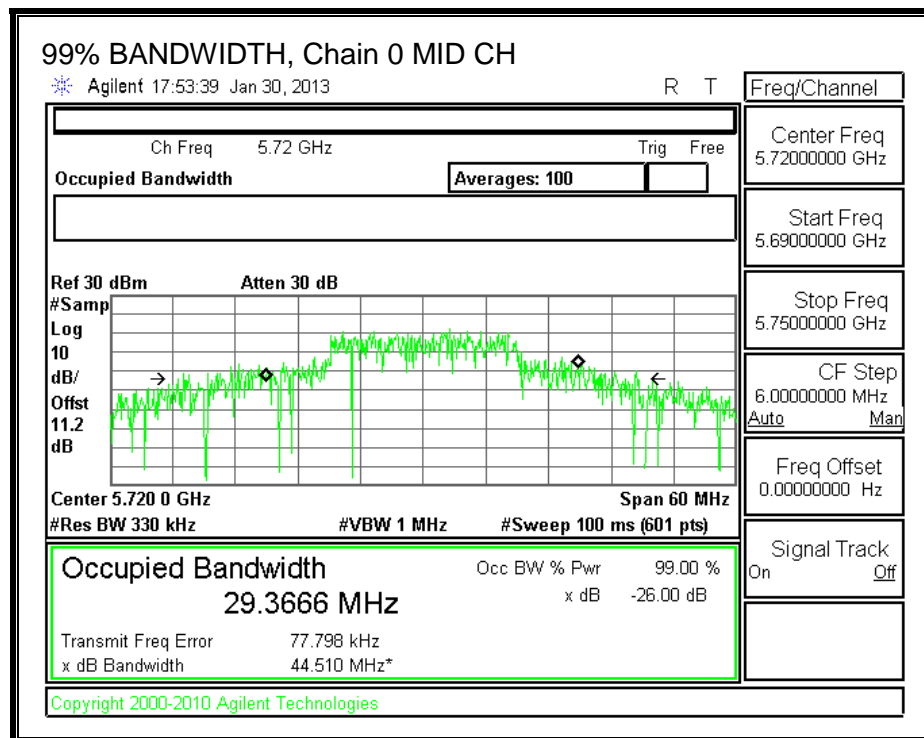 99% BANDWIDTH, Chain 0 MID CH
Agilent 17:53:39 Jan 30, 2013 R T
Ch Freq 5.72 GHz Trig Free
Occupied Bandwidth Averages: 100
Ref 30 dBm Atten 30 dB
#Samp
Log
10
dB/
Offst
11.2
dB
Center 5.720 0 GHz Span 60 MHz
#Res BW 330 kHz #VBW 1 MHz #Sweep 100 ms (601 pts)
Occupied Bandwidth Occ BW % Pwr 99.00 %
29.3666 MHz x dB -26.00 dB
Transmit Freq Error 77.798 kHz
x dB Bandwidth 44.510 MHz*
Copyright 2000-2010 Agilent Technologies
Freq/Channel
Center Freq
5.72000000 GHz
Start Freq
5.69000000 GHz
Stop Freq
5.75000000 GHz
CF Step
6.00000000 MHz
Auto Man
Freq Offset
0.00000000 Hz
Signal Track
On Off